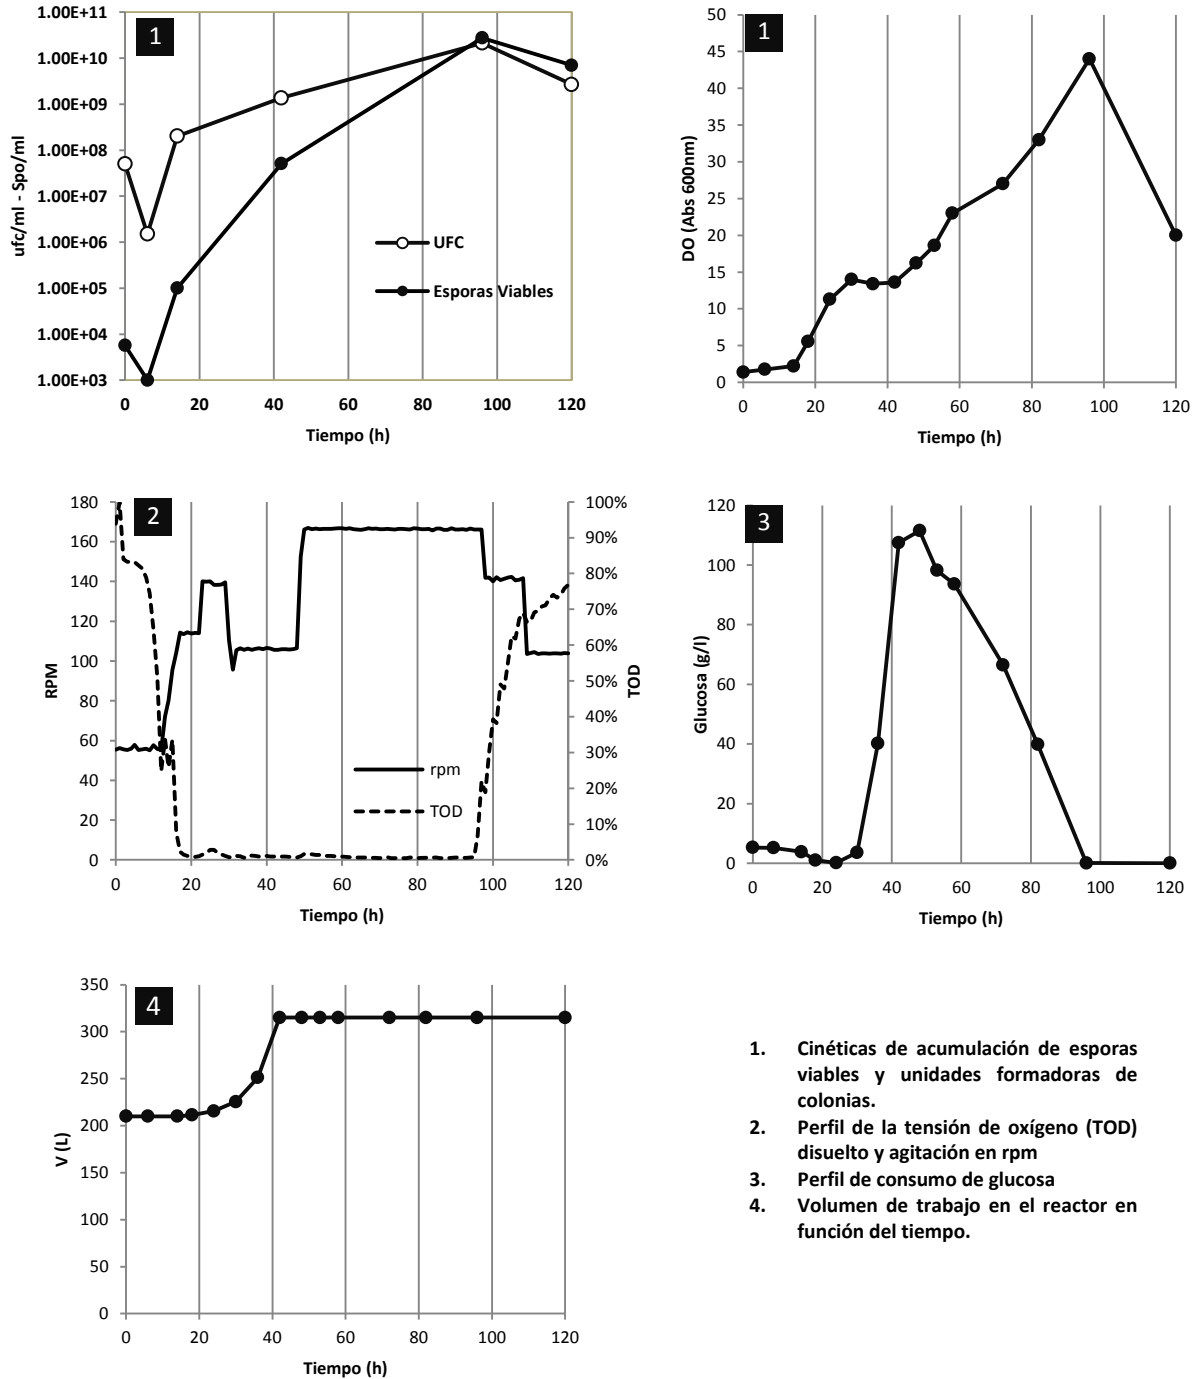 1
1.00E+11
1.00E+10
1.00E+09
1.00E+08
1.00E+07
1.00E+06
1.00E+05
1.00E+04
1.00E+03
ufc/ml - Spo/ml
UFC
Esporas Viables
0 20 40 60 80 100 120
Tiempo (h)
1
50
45
40
35
30
25
20
15
10
5
0
DO (Abs 600nm)
0 20 40 60 80 100 120
Tiempo (h)
2
180
160
140
120
100
80
60
40
20
0
RPM
100%
90%
80%
70%
60%
50%
40%
30%
20%
10%
0%
TOD
rpm
TOD
0 20 40 60 80 100 120
Tiempo (h)
3
120
100
80
60
40
20
0
Glucosa (g/l)
0 20 40 60 80 100 120
Tiempo (h)
4
350
300
250
200
150
100
50
0
V (L)
0 20 40 60 80 100 120
Tiempo (h)
1. Cinéticas de acumulación de esporas
viables y unidades formadoras de
colonias.
2. Perfil de la tensión de oxígeno (TOD)
disuelto y agitación en rpm
3. Perfil de consumo de glucosa
4. Volumen de trabajo en el reactor en
función del tiempo.